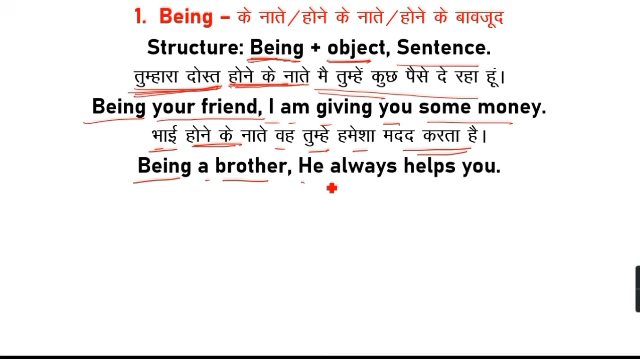 1. Being – के नाते/होने के नाते/होने के बावजूद
Structure: Being + object, Sentence.
तुम्हारा दोस्त होने के नाते मै तुम्हें कुछ पैसे दे रहा हूं।
Being your friend, I am giving you some money.
भाई होने के नाते वह तुम्हें हमेशा मदद करता है।
Being a brother, He always helps you.